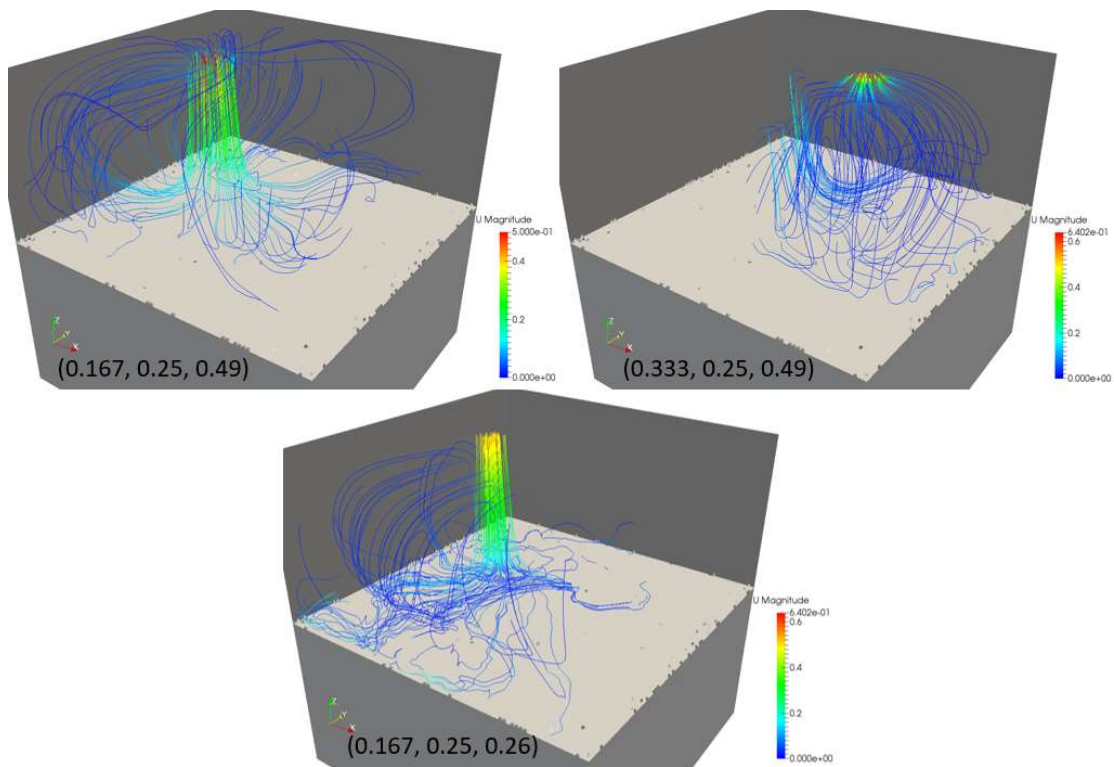 U Magnitude
5.000e-01
0.4
0.2
0.000e+00
Z
Y
X
(0.167, 0.25, 0.49)
U Magnitude
6.402e-01
0.6
0.4
0.2
0.000e+00
Z
Y
X
(0.333, 0.25, 0.49)
U Magnitude
6.402e-01
0.6
0.4
0.2
0.000e+00
Z
Y
X
(0.167, 0.25, 0.26)